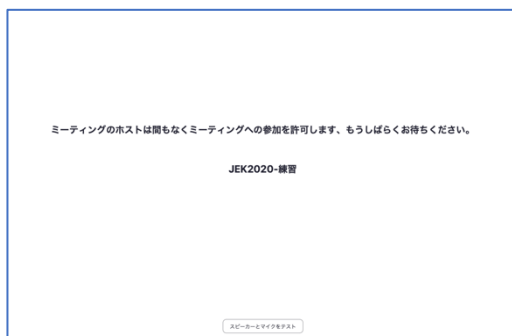 ミーティングのホストは間もなくミーティングへの参加を許可します、もうしばらくお待ちください。
JEK2020-練習
スピーカーとマイクをテスト